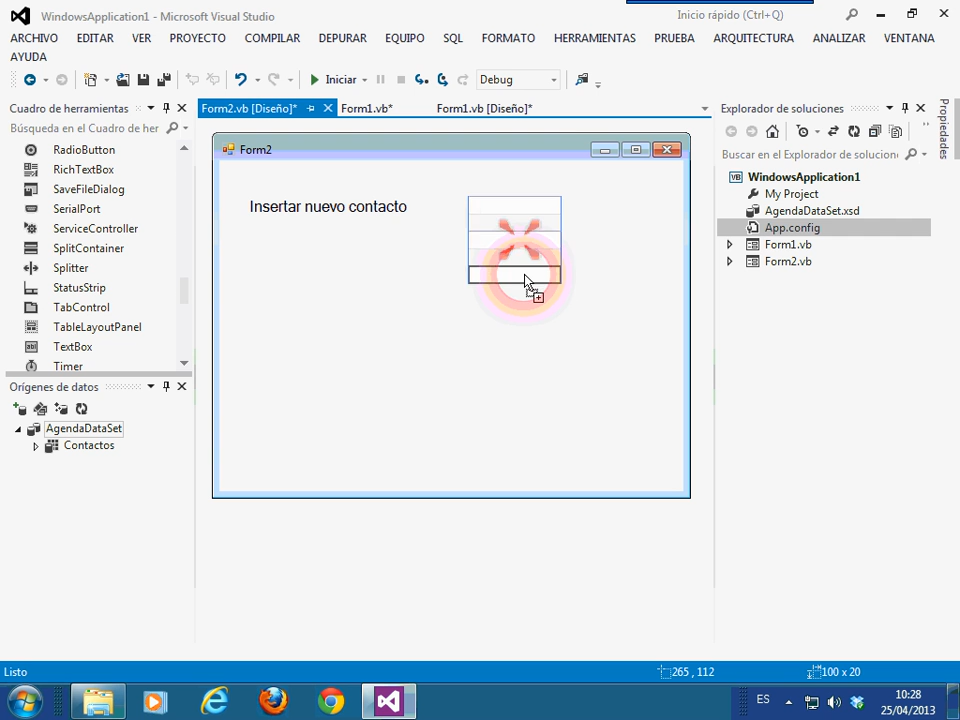 WindowsApplication1 - Microsoft Visual Studio
Inicio rápido (Ctrl+Q)
ARCHIVO EDITAR VER PROYECTO COMPILAR DEPURAR EQUIPO SQL FORMATO HERRAMIENTAS PRUEBA ARQUITECTURA ANALIZAR VENTANA
AYUDA
Iniciar
Debug
Cuadro de herramientas
Búsqueda en el Cuadro de her
RadioButton
RichTextBox
SaveFileDialog
SerialPort
ServiceController
SplitContainer
Splitter
StatusStrip
TabControl
TableLayoutPanel
TextBox
Timer
Orígenes de datos
AgendaDataSet
Contactos
Form2.vb [Diseño]*
Form1.vb*
Form1.vb [Diseño]*
Form2
Insertar nuevo contacto
Explorador de soluciones
Buscar en el Explorador de solucion
VB WindowsApplication1
My Project
AgendaDataSet.xsd
App.config
Form1.vb
Form2.vb
Propiedades
Listo
265 , 112
100 x 20
ES
10:28
25/04/2013